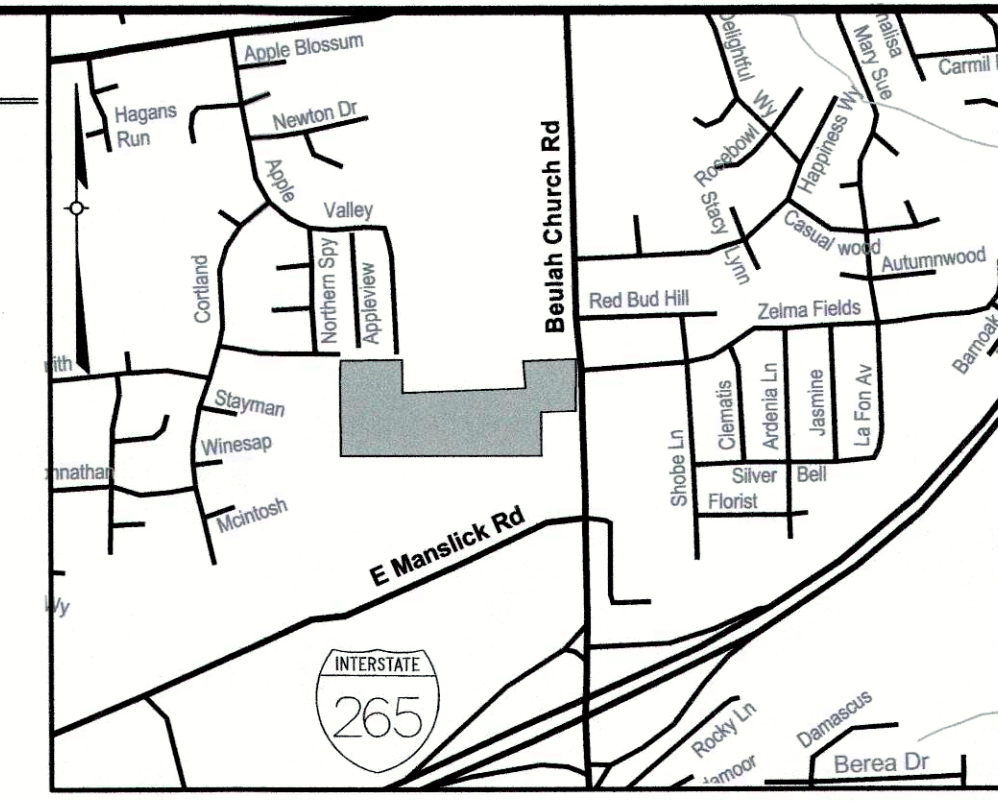 Apple Blossum
Hagans
Run
Newton Dr
Apple
Valley
Cortland
Northern Spy
Appleview
Beulah Church Rd
Delightful Wy
Rosebowl
Happiness Wy
Mary Sue
Carmil
Stacy Lynn
Casual wood
Autumnwood
Red Bud Hill
Zelma Fields
Barnoak
Stayman
Winesap
Mcintosh
Shobe Ln
Clematis
Ardenia Ln
Jasmine
La Fon Av
Silver Bell
Florist
E Manslick Rd
Wy
INTERSTATE
265
Rocky Ln
Damascus
Berea Dr